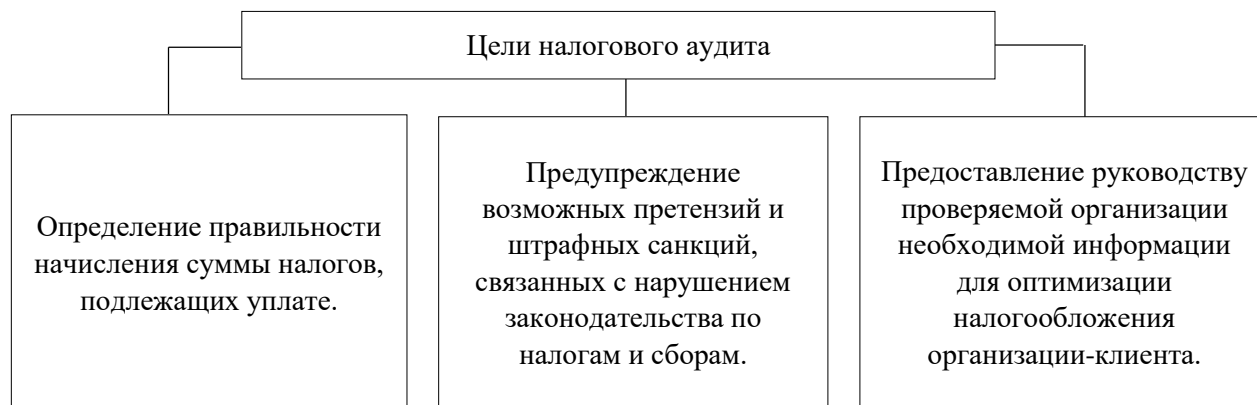 Цели налогового аудита
Определение правильности
начисления суммы налогов,
подлежащих уплате.
Предупреждение
возможных претензий и
штрафных санкций,
связанных с нарушением
законодательства по
налогам и сборам.
Предоставление руководству
проверяемой организации
необходимой информации
для оптимизации
налогообложения
организации-клиента.